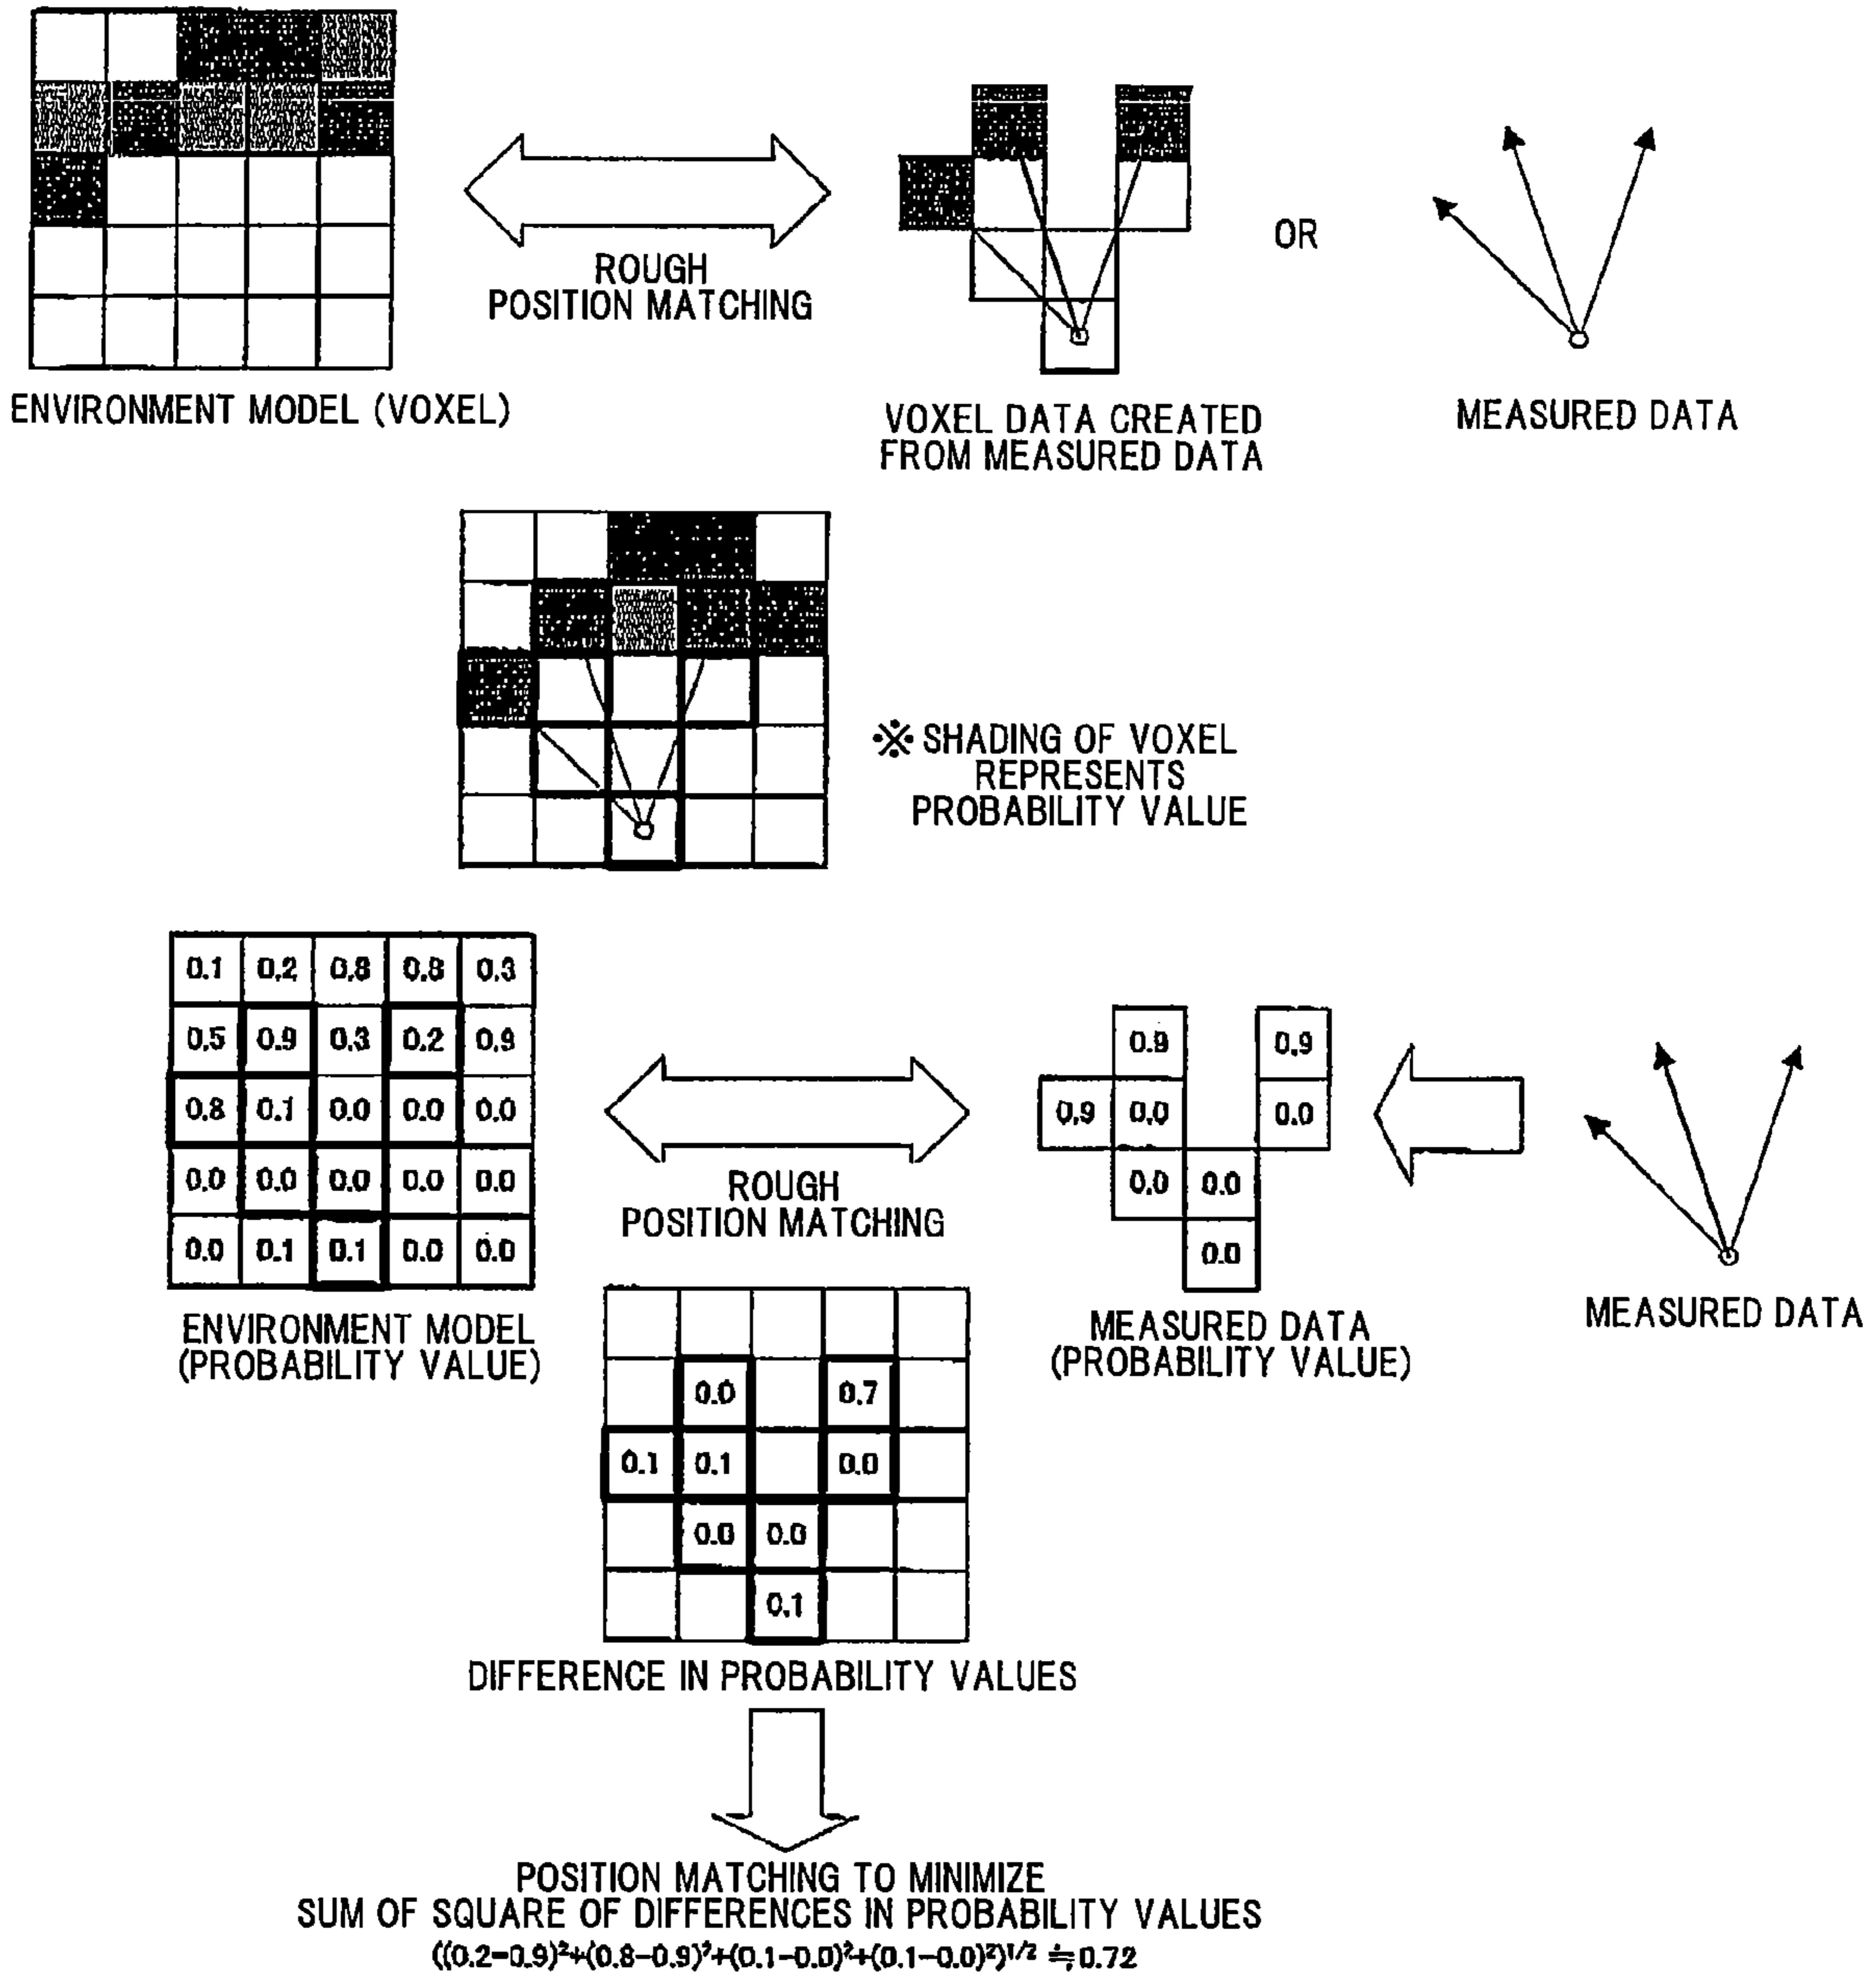 ROUGH
POSITION MATCHING
OR
ENVIRONMENT MODEL (VOXEL)
VOXEL DATA CREATED
FROM MEASURED DATA
MEASURED DATA
※ SHADING OF VOXEL
REPRESENTS
PROBABILITY VALUE
0.1 0.2 0.8 0.8 0.3
0.5 0.9 0.3 0.2 0.9
0.8 0.1 0.0 0.0 0.0
0.0 0.0 0.0 0.0 0.0
0.0 0.1 0.1 0.0 0.0
ENVIRONMENT MODEL
(PROBABILITY VALUE)
ROUGH
POSITION MATCHING
0.9 0.9
0.9 0.0 0.0
0.0 0.0
0.0
MEASURED DATA
(PROBABILITY VALUE)
MEASURED DATA
0.0 0.7
0.1 0.1 0.0
0.0 0.0
0.1
DIFFERENCE IN PROBABILITY VALUES
POSITION MATCHING TO MINIMIZE
SUM OF SQUARE OF DIFFERENCES IN PROBABILITY VALUES
((0.2-0.9)²+(0.8-0.9)²+(0.1-0.0)²+(0.1-0.0)²)¹/² ≒0.72